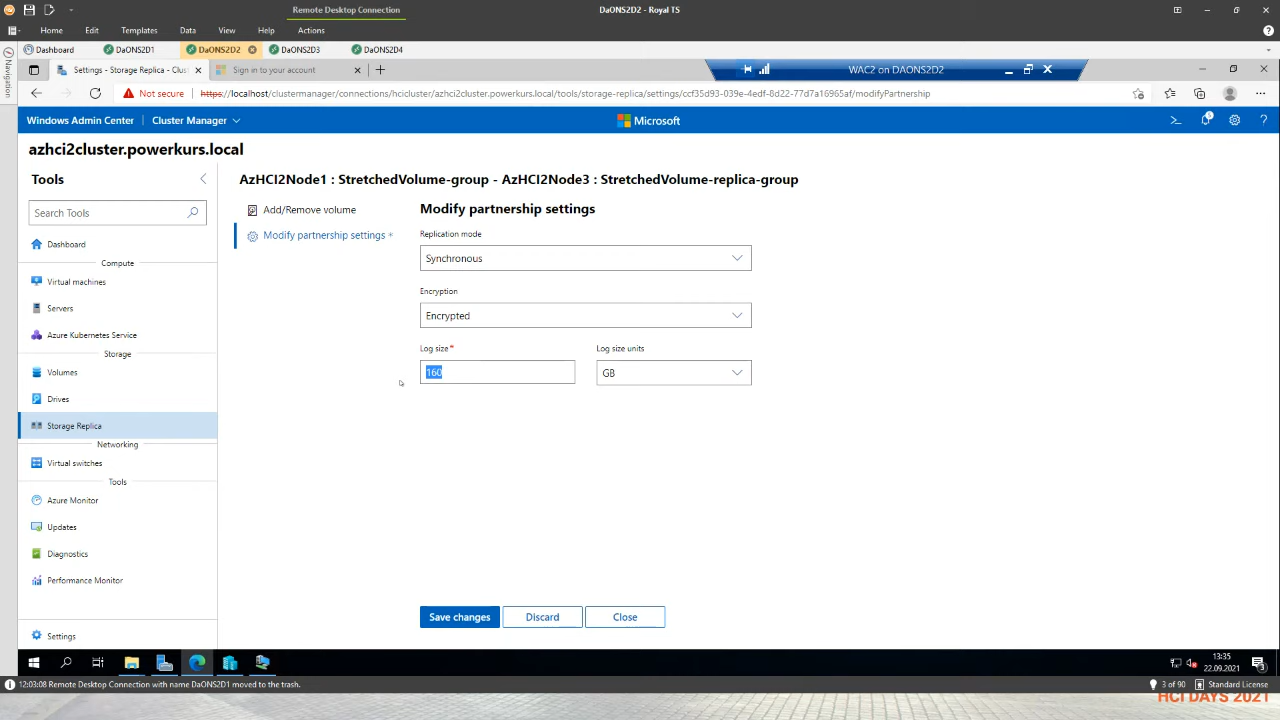 Remote Desktop Connection
DaONS2D2 - Royal TS
Home Edit Templates Data View Help Actions
Dashboard DaONS2D1 DaONS2D2 DaONS2D3 DaONS2D4
Navigation
Settings - Storage Replica - Clus
Sign in to your account
WAC2 on DAONS2D2
Not secure
https://localhost/clustermanager/connections/hcicluster/azhci2cluster.powerkurs.local/tools/storage-replica/settings/ccf35d93-039e-4edf-8d22-77d7a16965af/modifyPartnership
Windows Admin Center
Cluster Manager
Microsoft
azhci2cluster.powerkurs.local
Tools
Search Tools
Dashboard
Compute
Virtual machines
Servers
Azure Kubernetes Service
Storage
Volumes
Drives
Storage Replica
Networking
Virtual switches
Tools
Azure Monitor
Updates
Diagnostics
Performance Monitor
Settings
AzHCI2Node1 : StretchedVolume-group - AzHCI2Node3 : StretchedVolume-replica-group
Add/Remove volume
Modify partnership settings *
Modify partnership settings
Replication mode
Synchronous
Encryption
Encrypted
Log size*
Log size units
160
GB
Save changes
Discard
Close
13:35
22.09.2021
12:03:08 Remote Desktop Connection with name DaONS2D1 moved to the trash.
3 of 90
Standard License
HCI DAYS 2021